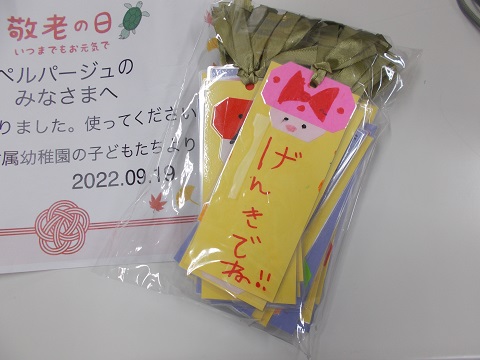 敬老の日
いつまでもお元気で
ペルパージュの
みなさまへ
りました。使ってください
属幼稚園の子どもたちより
2022.09.19
げんきでね!!